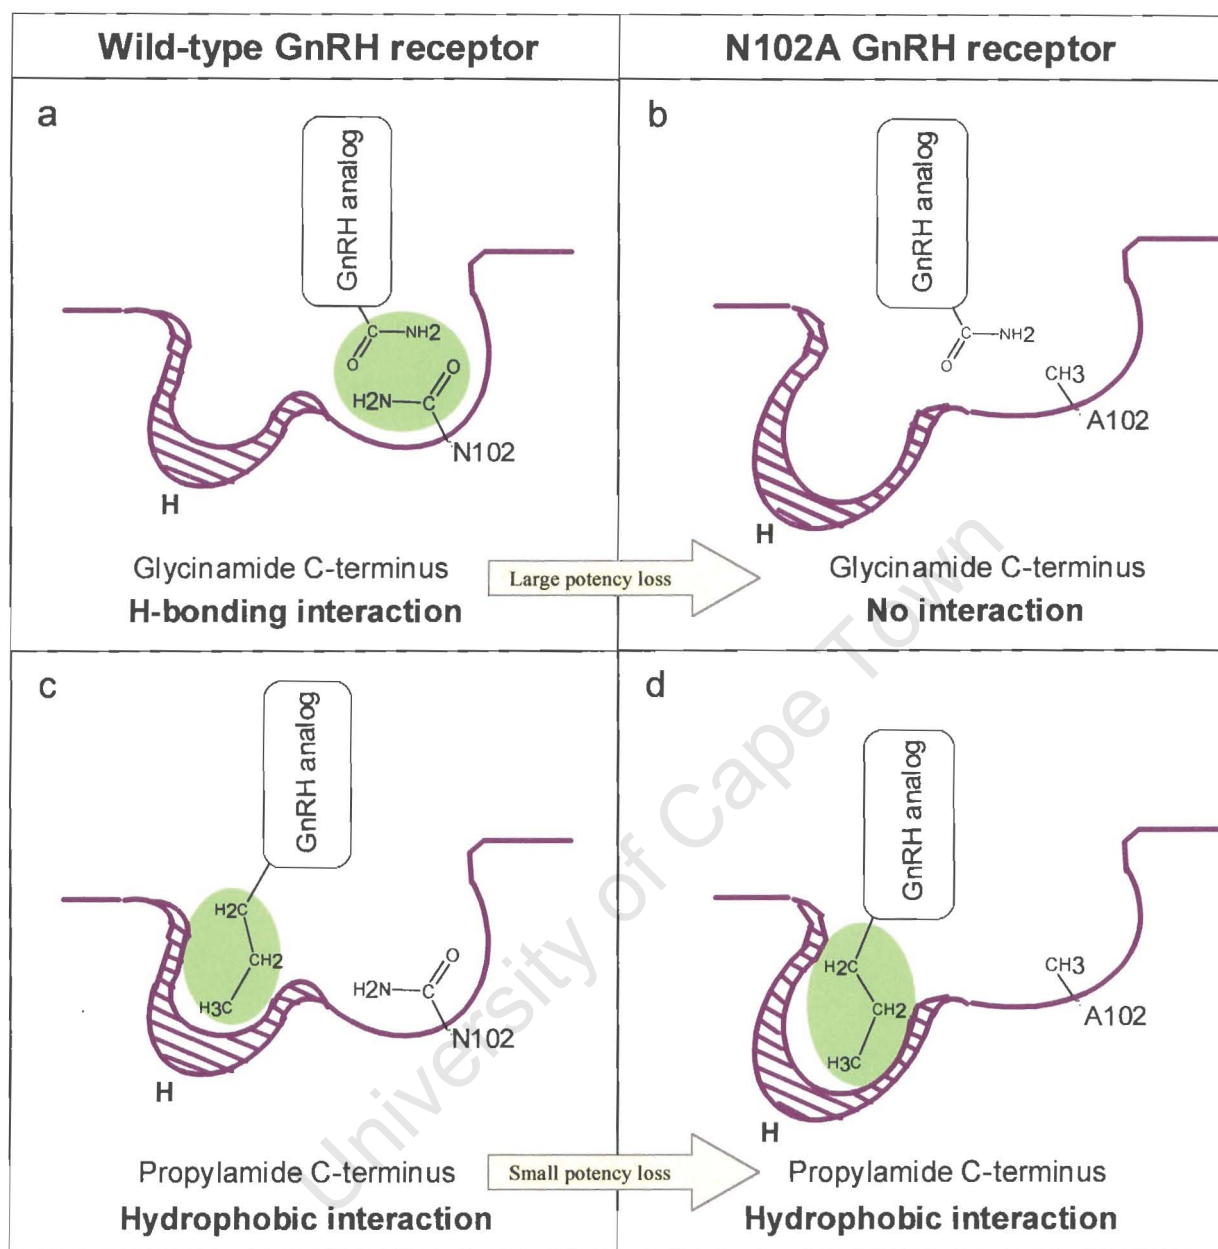 Wild-type GnRH receptor
N102A GnRH receptor
a
GnRH analog
C
NH2
O
O
H2N
C
N102
H
Glycinamide C-terminus
H-bonding interaction
Large potency loss
b
GnRH analog
C
NH2
O
CH3
A102
H
Glycinamide C-terminus
No interaction
c
GnRH analog
H2C
CH2
H3C
O
H2N
C
N102
H
Propylamide C-terminus
Hydrophobic interaction
Small potency loss
d
GnRH analog
H2C
CH2
H3C
CH3
A102
H
Propylamide C-terminus
Hydrophobic interaction
University of Cape Town